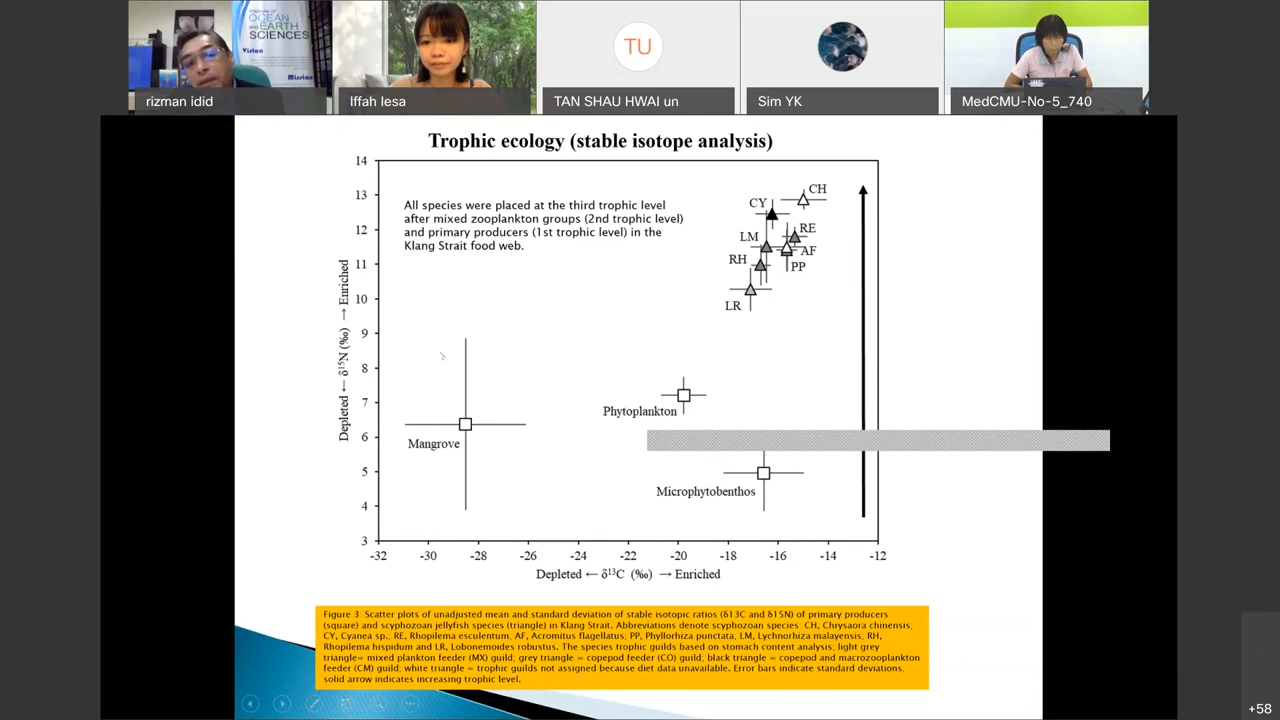 Institute of
OCEAN
and EARTH
SCIENCES
Vision
Mission
rizman idid
Iffah Iesa
TU
TAN SHAU HWAI un
Sim YK
MedCMU-No-5_740
Trophic ecology (stable isotope analysis)
All species were placed at the third trophic level
after mixed zooplankton groups (2nd trophic level)
and primary producers (1st trophic level) in the
Klang Strait food web.
Depleted ← δ¹⁵N (‰) → Enriched
14
13
12
11
10
9
8
7
6
5
4
3
CH
CY
RE
LM
AF
RH
PP
LR
Phytoplankton
Mangrove
Microphytobenthos
-32 -30 -28 -26 -24 -22 -20 -18 -16 -14 -12
Depleted ← δ¹³C (‰) → Enriched
Figure 3: Scatter plots of unadjusted mean and standard deviation of stable isotopic ratios (δ13C and δ15N) of primary producers
(square) and scyphozoan jellyfish species (triangle) in Klang Strait. Abbreviations denote scyphozoan species: CH, Chrysaora chinensis;
CY, Cyanea sp.; RE, Rhopilema esculentum; AF, Acromitus flagellatus; PP, Phyllorhiza punctata; LM, Lychnorhiza malayensis; RH,
Rhopilema hispidum and LR, Lobonemoides robustus. The species trophic guilds based on stomach content analysis; light grey
triangle= mixed plankton feeder (MX) guild; grey triangle = copepod feeder (CO) guild; black triangle = copepod and macrozooplankton
feeder (CM) guild, white triangle = trophic guilds not assigned because diet data unavailable. Error bars indicate standard deviations,
solid arrow indicates increasing trophic level.
+58